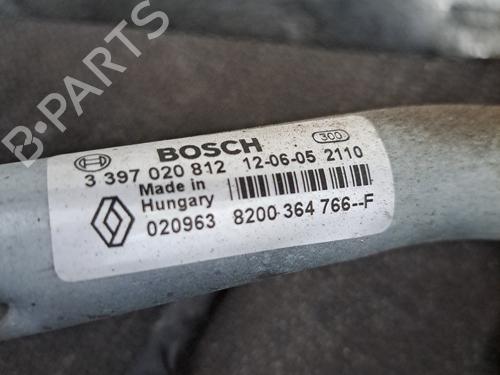 B·PARTS
BOSCH
300
3 397 020 812 12-06-05 2110
Made in
Hungary
020963 8200 364 766--F